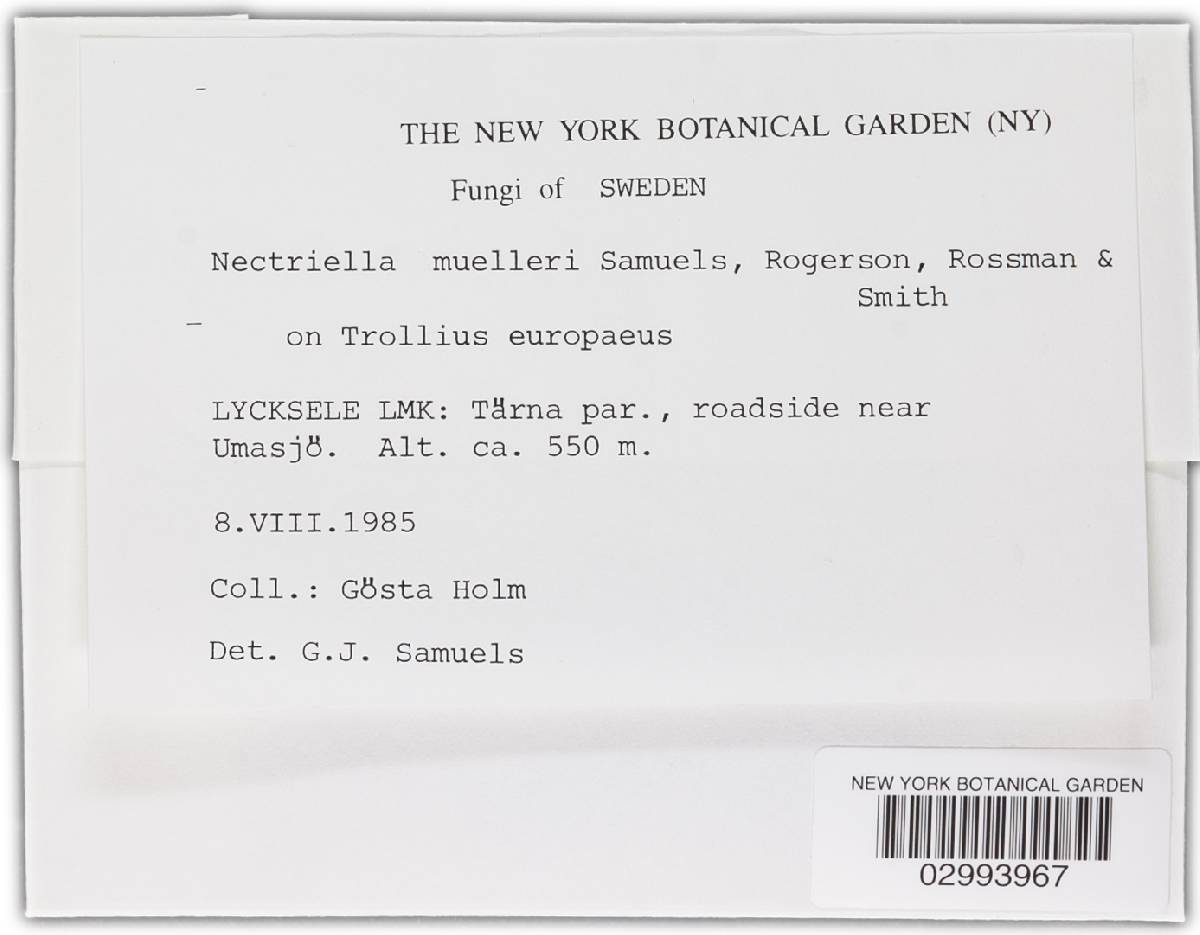 THE NEW YORK BOTANICAL GARDEN (NY)
Fungi of SWEDEN
Nectriella muelleri Samuels, Rogerson, Rossman &
Smith
on Trollius europaeus
LYCKSELE LMK: Tärna par., roadside near
Umasjö. Alt. ca. 550 m.
8.VIII.1985
Coll.: Gösta Holm
Det. G.J. Samuels
NEW YORK BOTANICAL GARDEN
02993967